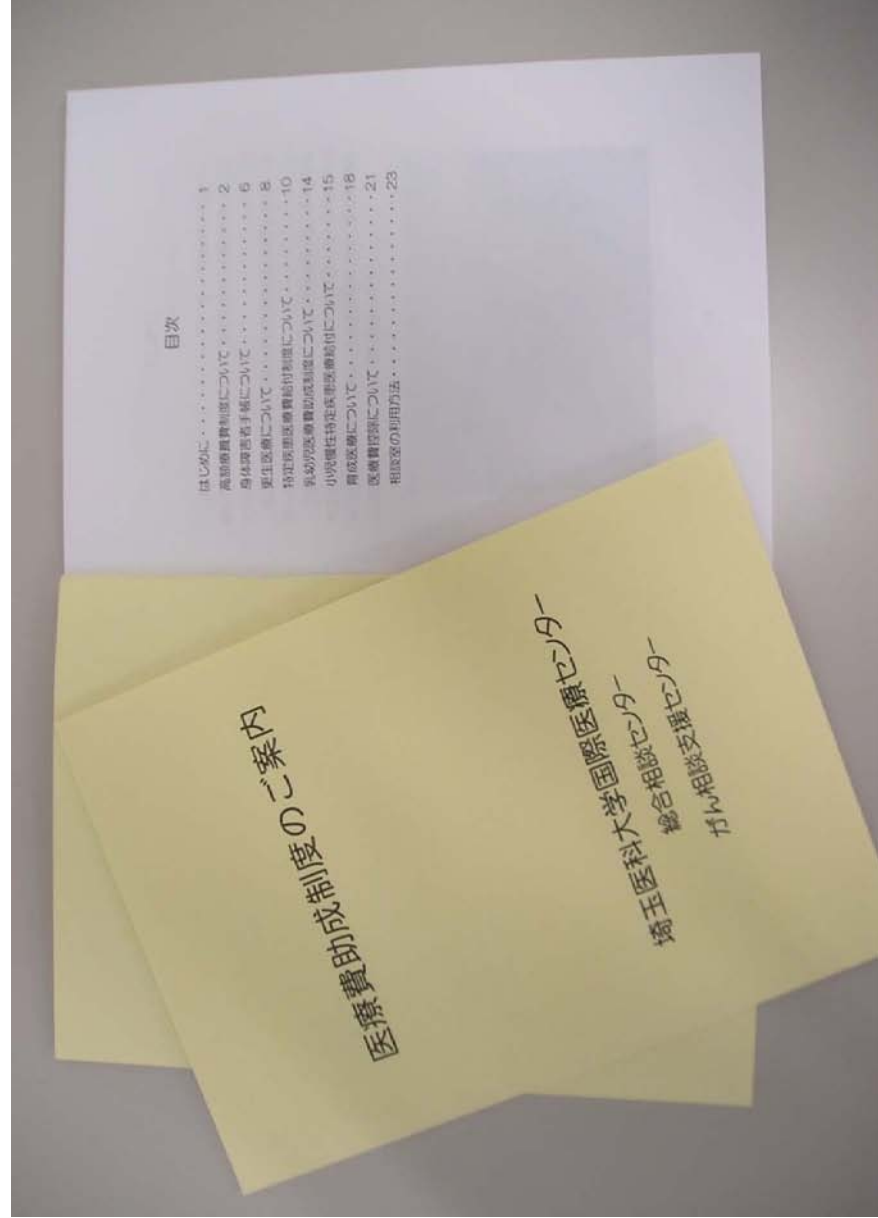 目次
はじめに・・・・・・・・・・・・・・・・・・・・・・・・1
高額療養費制度について・・・・・・・・・・・・・2
身体障害者手帳について・・・・・・・・・・・・・6
更生医療について・・・・・・・・・・・・・・・・・8
特定疾患医療費給付制度について・・・・・・・・・10
乳幼児医療費助成制度について・・・・・・・・・・14
小児慢性特定疾患医療給付について・・・・・・・・15
育成医療について・・・・・・・・・・・・・・・・・18
医療費控除について・・・・・・・・・・・・・・・・21
相談室の利用方法・・・・・・・・・・・・・・・・・23
医療費助成制度のご案内
埼玉医科大学国際医療センター
総合相談センター
がん相談支援センター